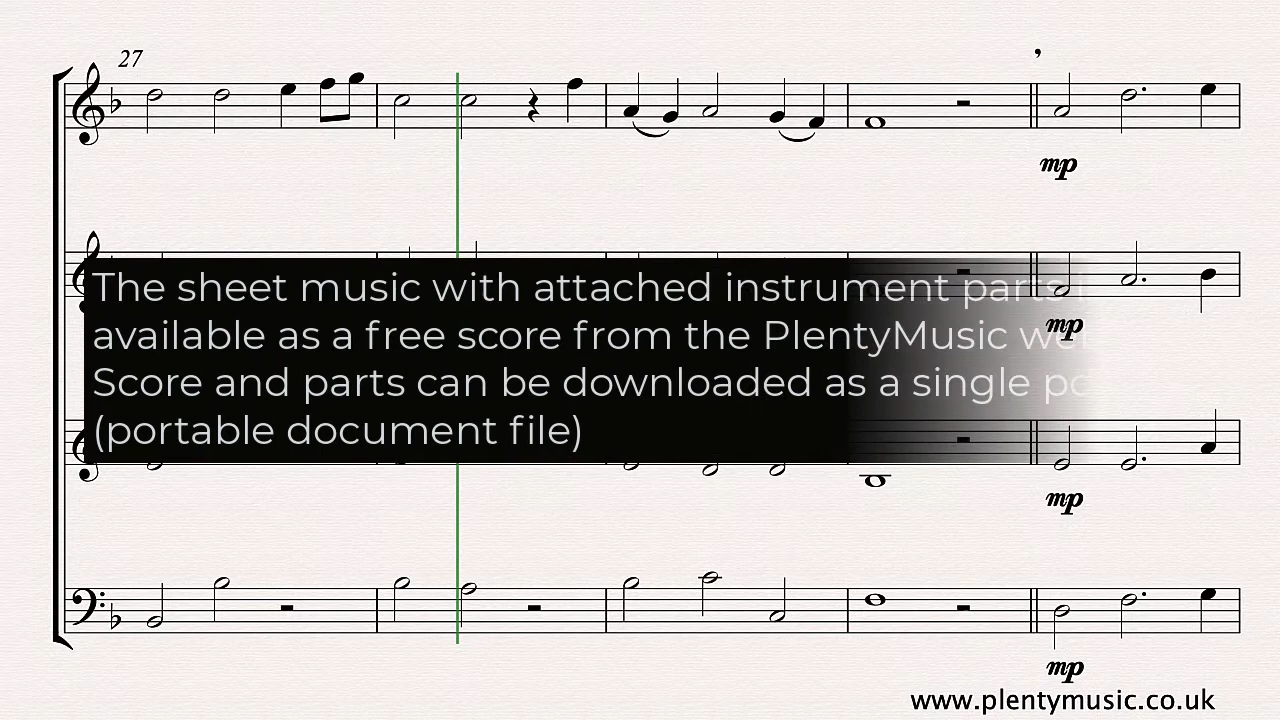 27
,
mp
The sheet music with attached instrument parts
available as a free score from the PlentyMusic
mp
Score and parts can be downloaded as a single
(portable document file)
mp
mp
www.plentymusic.co.uk